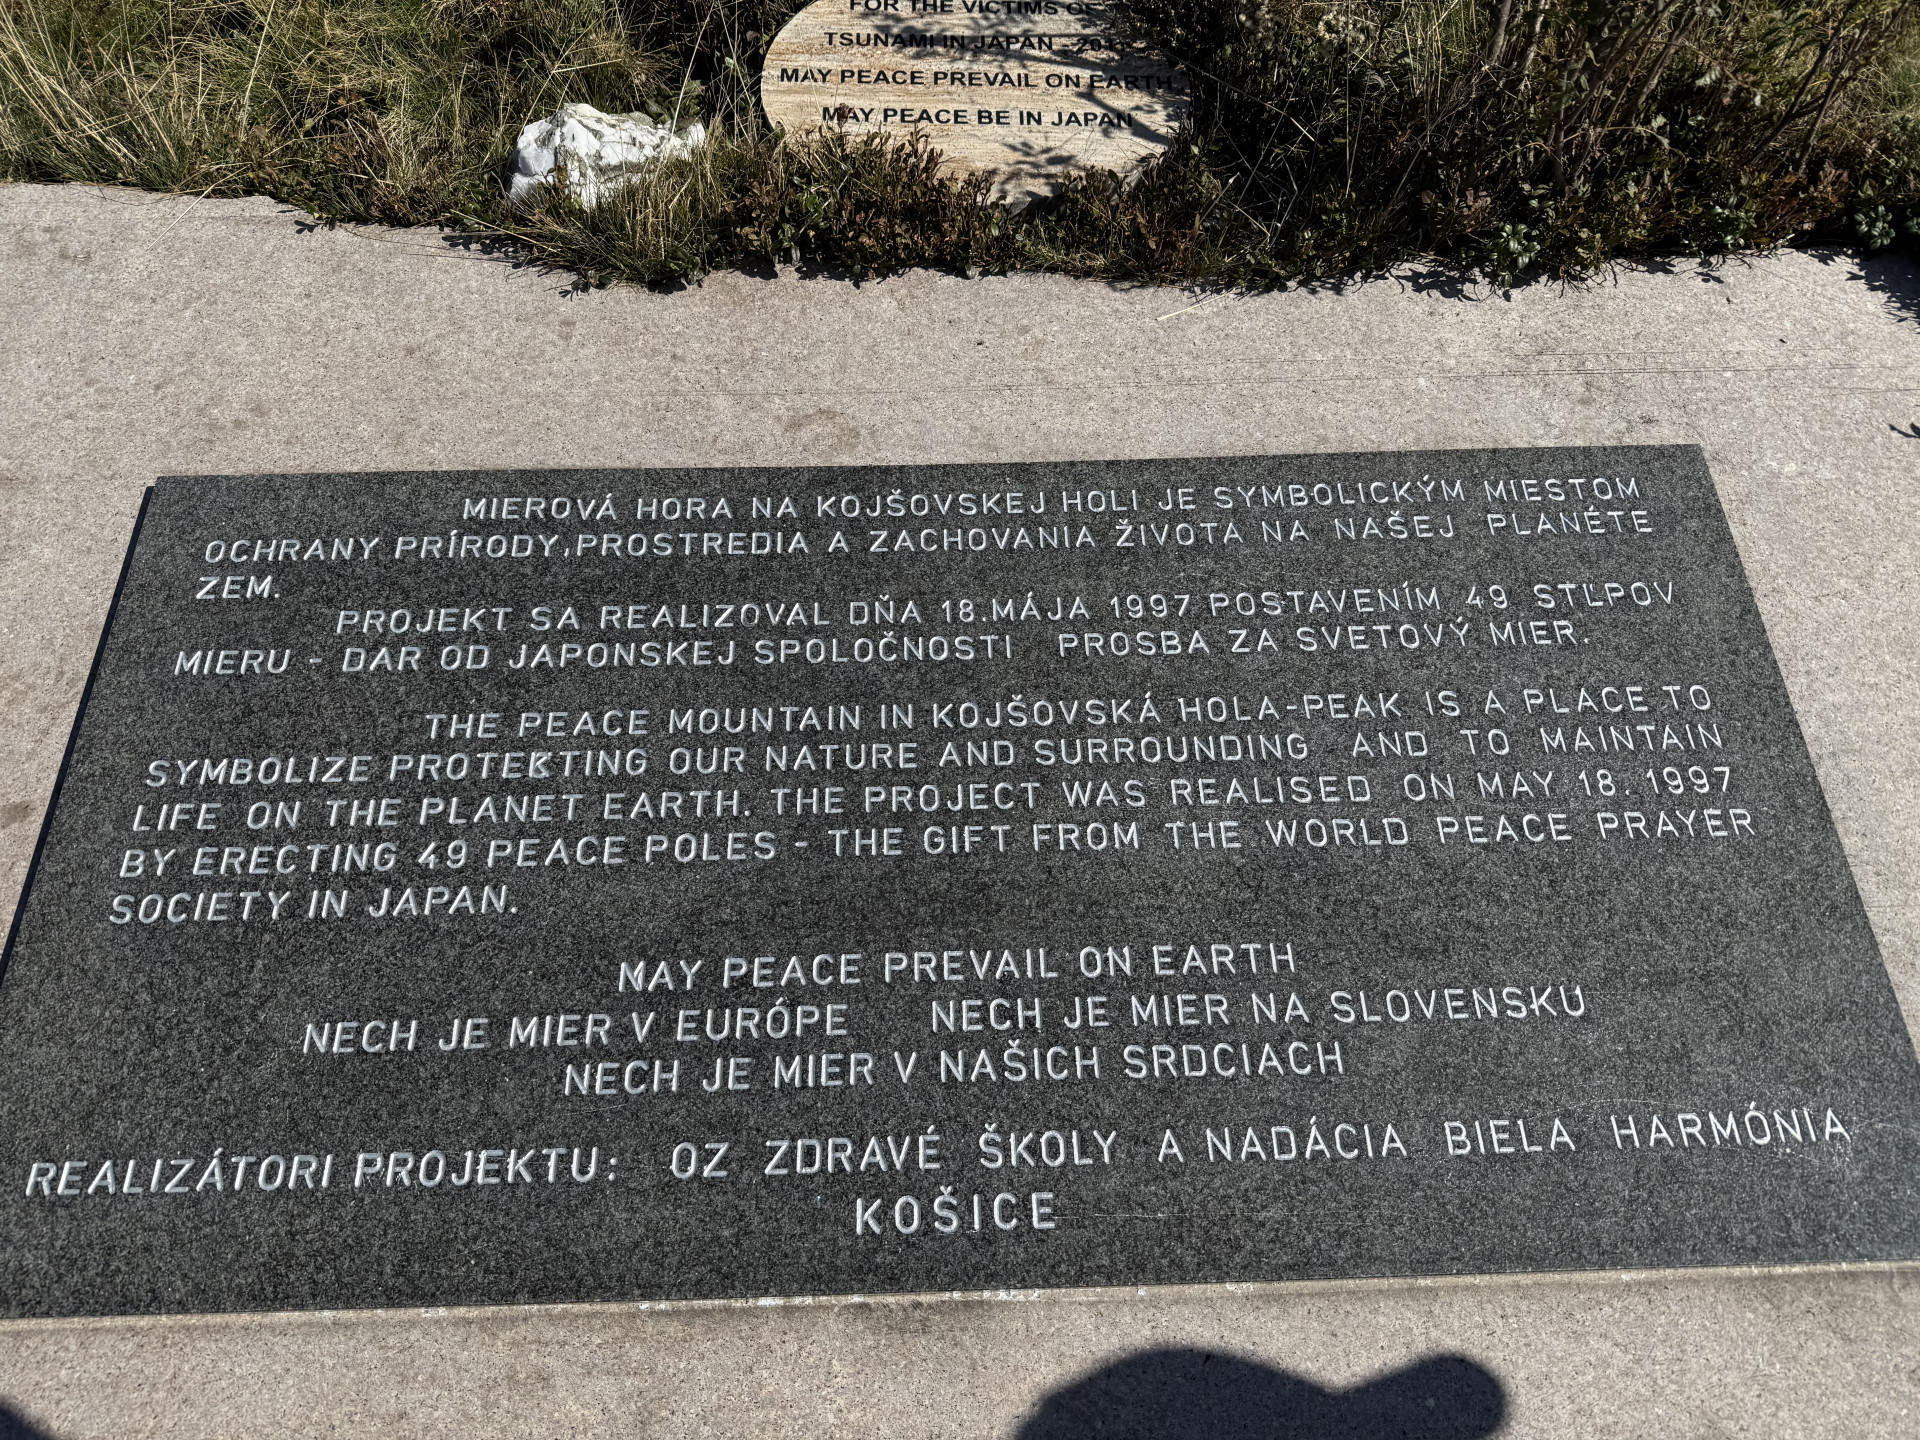 FOR THE VICTIMS OF
TSUNAMI IN JAPAN - 2011
MAY PEACE PREVAIL ON EARTH
MAY PEACE BE IN JAPAN
MIEROVÁ HORA NA KOJŠOVSKEJ HOLI JE SYMBOLICKÝM MIESTOM
OCHRANY PRÍRODY, PROSTREDIA A ZACHOVANIA ŽIVOTA NA NAŠEJ PLANÉTE
ZEM.
PROJEKT SA REALIZOVAL DŇA 18. MÁJA 1997 POSTAVENÍM 49 STĽPOV
MIERU - DAR OD JAPONSKEJ SPOLOČNOSTI PROSBA ZA SVETOVÝ MIER.
THE PEACE MOUNTAIN IN KOJŠOVSKÁ HOLA-PEAK IS A PLACE TO
SYMBOLIZE PROTEKTING OUR NATURE AND SURROUNDING AND TO MAINTAIN
LIFE ON THE PLANET EARTH. THE PROJECT WAS REALISED ON MAY 18. 1997
BY ERECTING 49 PEACE POLES - THE GIFT FROM THE WORLD PEACE PRAYER
SOCIETY IN JAPAN.
MAY PEACE PREVAIL ON EARTH
NECH JE MIER V EURÓPE NECH JE MIER NA SLOVENSKU
NECH JE MIER V NAŠICH SRDCIACH
REALIZÁTORI PROJEKTU: OZ ZDRAVÉ ŠKOLY A NADÁCIA BIELA HARMÓNIA
KOŠICE